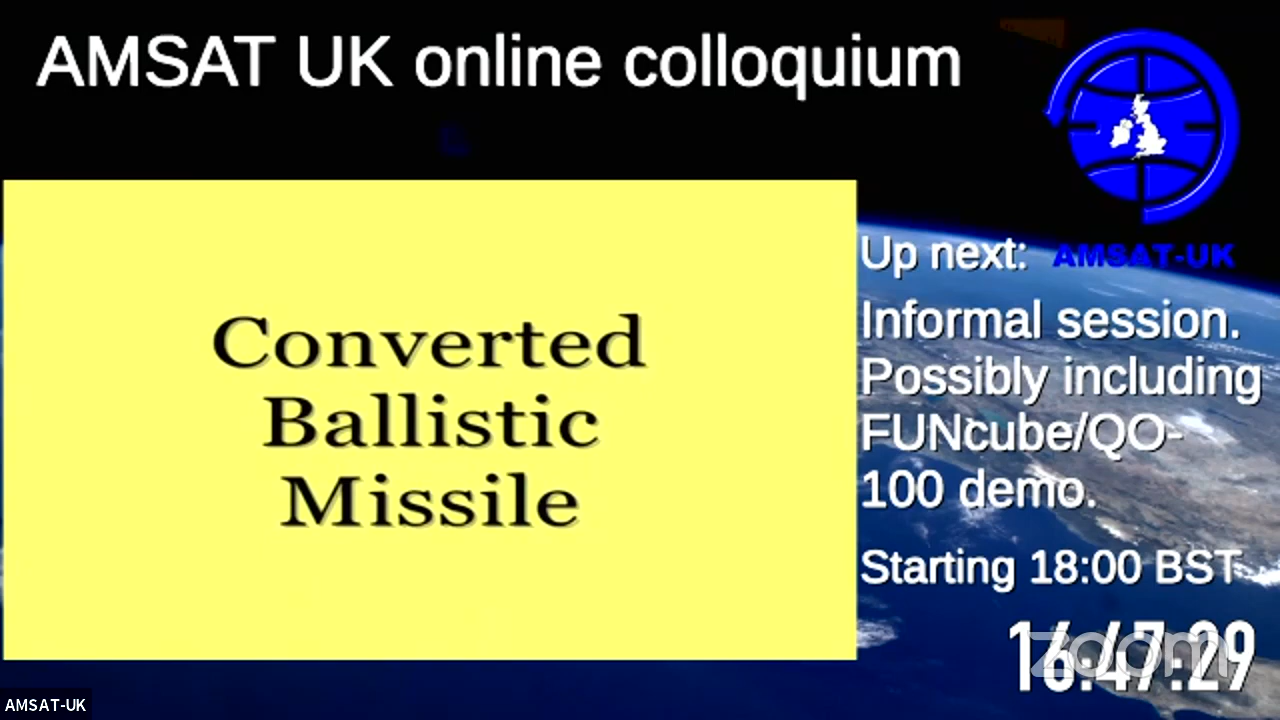 AMSAT UK online colloquium
Converted
Ballistic
Missile
Up next:
AMSAT-UK
Informal session.
Possibly including
FUNcube/QO-
100 demo.
Starting 18:00 BST
16:47:29
zoom
AMSAT-UK